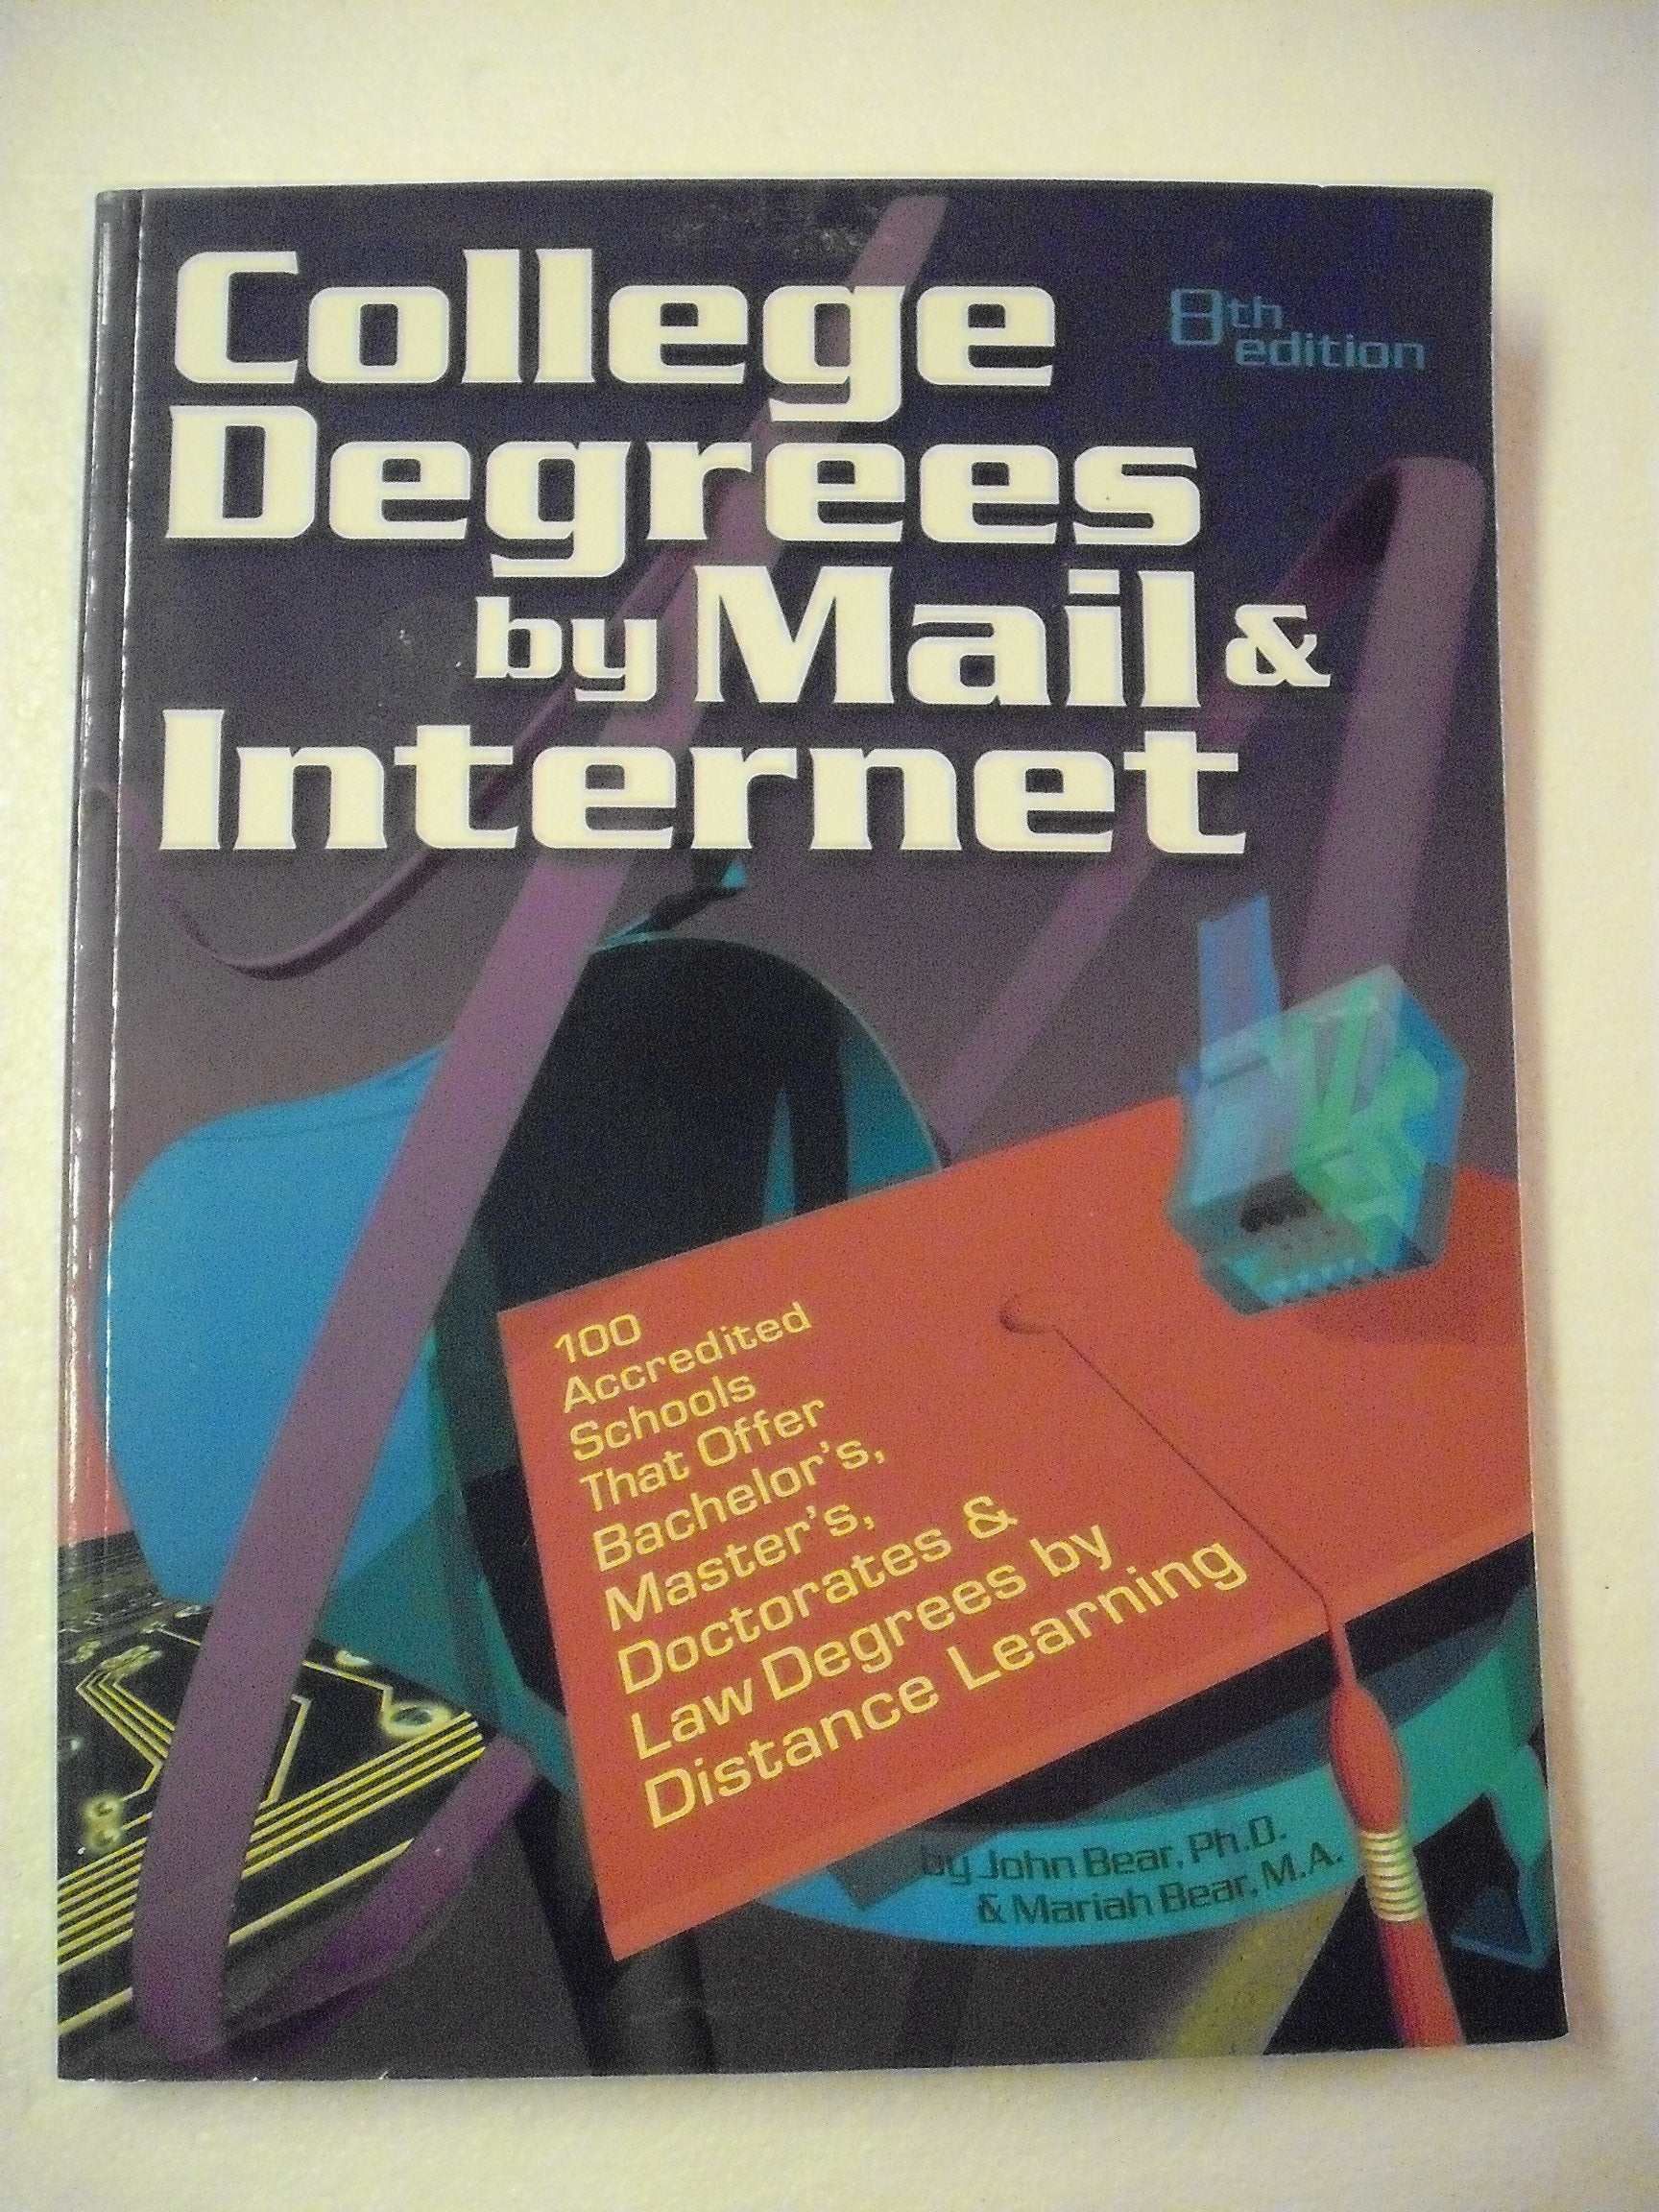 College
8th
edition
Degrees
by Mail &
Internet
100
Accredited
Schools
That Offer
Bachelor's,
Master's,
Doctorates &
Law Degrees by
Distance Learning
by John Bear, Ph.D.
& Mariah Bear, M.A.